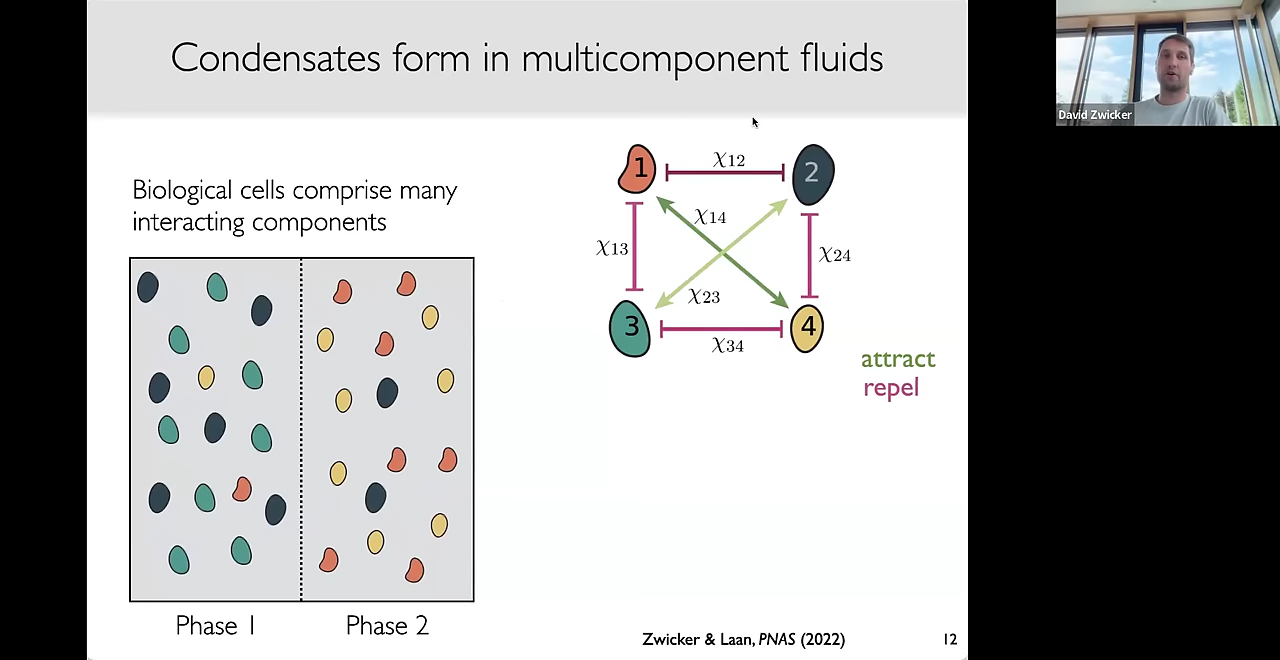 Condensates form in multicomponent fluids
David Zwicker
Biological cells comprise many
interacting components
1
χ12
2
χ14
χ13
χ24
χ23
3
4
χ34
attract
repel
Phase 1
Phase 2
Zwicker & Laan, PNAS (2022)
12